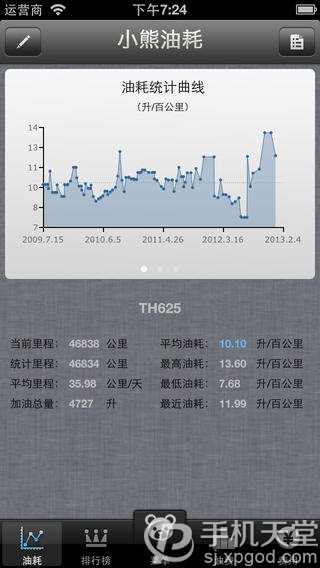 运营商 下午7:24
小熊油耗
油耗统计曲线
(升/百公里)
14
13
11
10
8
7
2009.7.15 2010.6.5 2011.4.26 2012.3.16 2013.2.4
TH625
当前里程: 46838 公里 平均油耗: 10.10 升/百公里
统计里程: 46834 公里 最高油耗: 13.60 升/百公里
平均里程: 35.98 公里/天 最低油耗: 7.68 升/百公里
加油总量: 4727 升 最近油耗: 11.99 升/百公里
油耗 排行榜 菜单
手机天堂
sj.xpgod.com